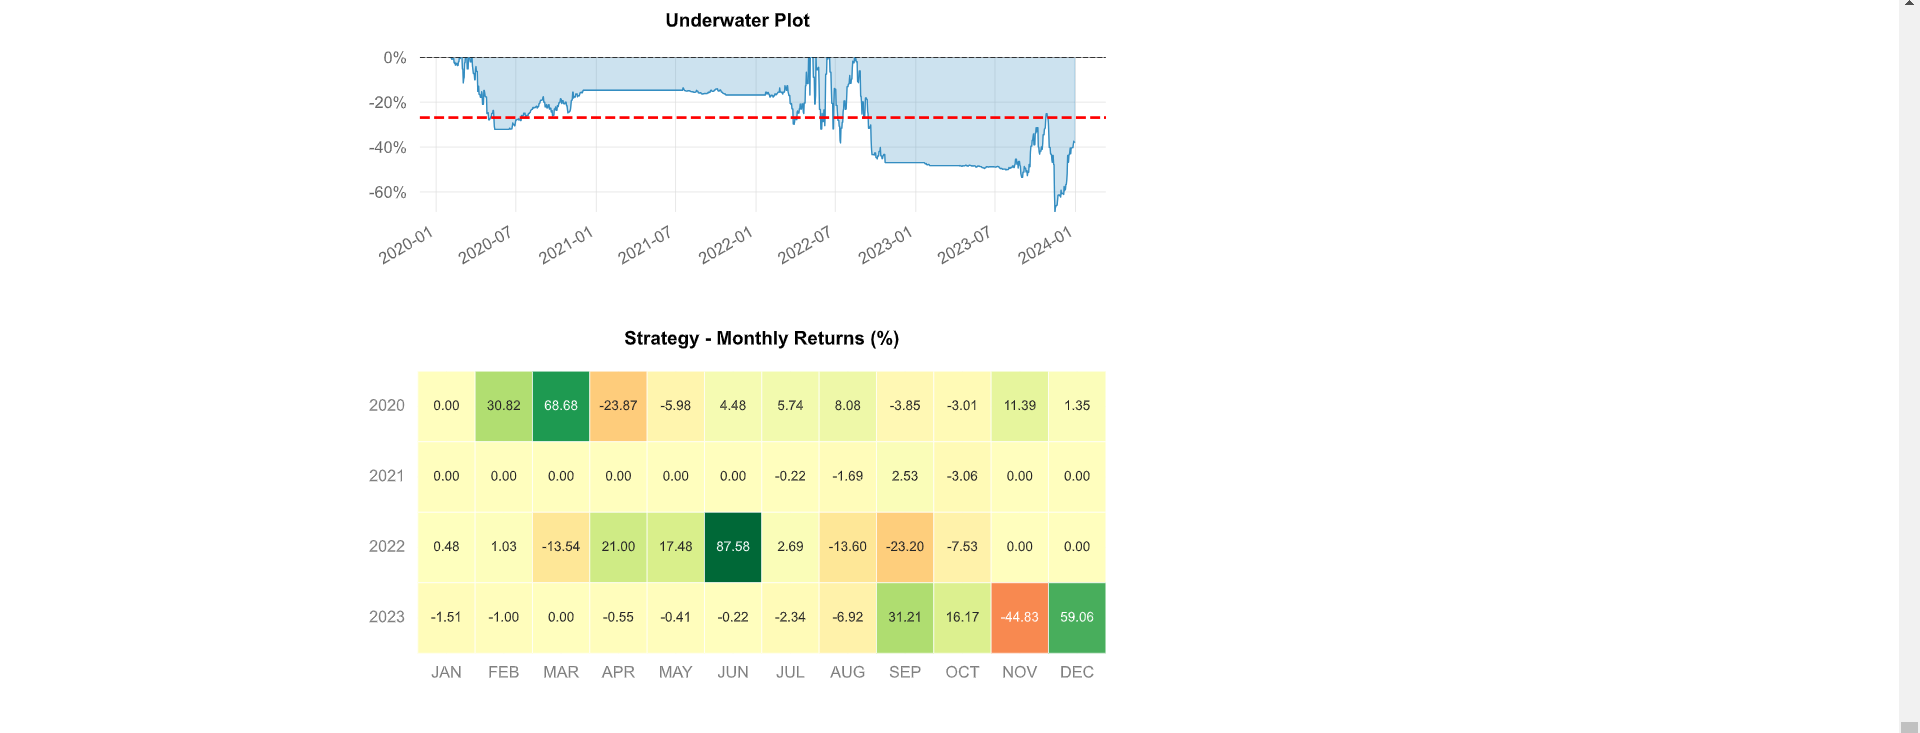 Underwater Plot
0%
-20%
-40%
-60%
2020-01 2020-07 2021-01 2021-07 2022-01 2022-07 2023-01 2023-07 2024-01
Strategy - Monthly Returns (%)
2020 0.00 30.82 68.68 -23.87 -5.98 4.48 5.74 8.08 -3.85 -3.01 11.39 1.35
2021 0.00 0.00 0.00 0.00 0.00 0.00 -0.22 -1.69 2.53 -3.06 0.00 0.00
2022 0.48 1.03 -13.54 21.00 17.48 87.58 2.69 -13.60 -23.20 -7.53 0.00 0.00
2023 -1.51 -1.00 0.00 -0.55 -0.41 -0.22 -2.34 -6.92 31.21 16.17 -44.83 59.06
JAN FEB MAR APR MAY JUN JUL AUG SEP OCT NOV DEC